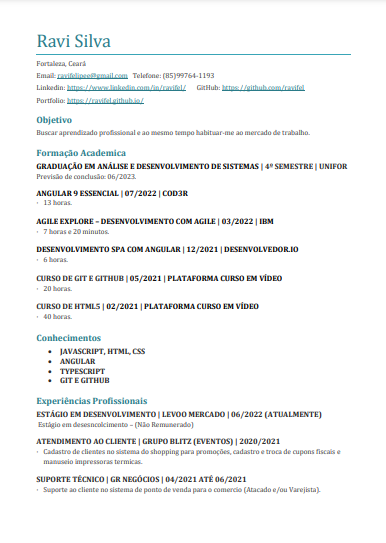 Ravi Silva
Fortaleza, Ceará
Email: ravifelipee@gmail.com Telefone: (85)99764-1193
Linkedin: https://www.linkedin.com/in/ravifel/ GitHub: https://github.com/ravifel
Portfolio: https://ravifel.github.io/
Objetivo
Buscar aprendizado profissional e ao mesmo tempo habituar-me ao mercado de trabalho.
Formação Academica
GRADUAÇÃO EM ANÁLISE E DESENVOLVIMENTO DE SISTEMAS | 4º SEMESTRE | UNIFOR
Previsão de conclusão: 06/2023.
ANGULAR 9 ESSENCIAL | 07/2022 | COD3R
· 13 horas.
AGILE EXPLORE – DESENVOLVIMENTO COM AGILE | 03/2022 | IBM
· 7 horas e 20 minutos.
DESENVOLVIMENTO SPA COM ANGULAR | 12/2021 | DESENVOLVEDOR.IO
· 6 horas.
CURSO DE GIT E GITHUB | 05/2021 | PLATAFORMA CURSO EM VÍDEO
· 20 horas.
CURSO DE HTML5 | 02/2021 | PLATAFORMA CURSO EM VÍDEO
· 40 horas.
Conhecimentos
• JAVASCRIPT, HTML, CSS
• ANGULAR
• TYPESCRIPT
• GIT E GITHUB
Experiências Profissionais
ESTÁGIO EM DESENVOLVIMENTO | LEVOO MERCADO | 06/2022 (ATUALMENTE)
Estágio em desesncolcimento – (Não Remunerado)
ATENDIMENTO AO CLIENTE | GRUPO BLITZ (EVENTOS) | 2020/2021
· Cadastro de clientes no sistema do shopping para promoções, cadastro e troca de cupons fiscais e
manuseio impressoras termicas.
SUPORTE TÉCNICO | GR NEGÓCIOS | 04/2021 ATÉ 06/2021
· Suporte ao cliente no sistema de ponto de venda para o comercio (Atacado e/ou Varejista).